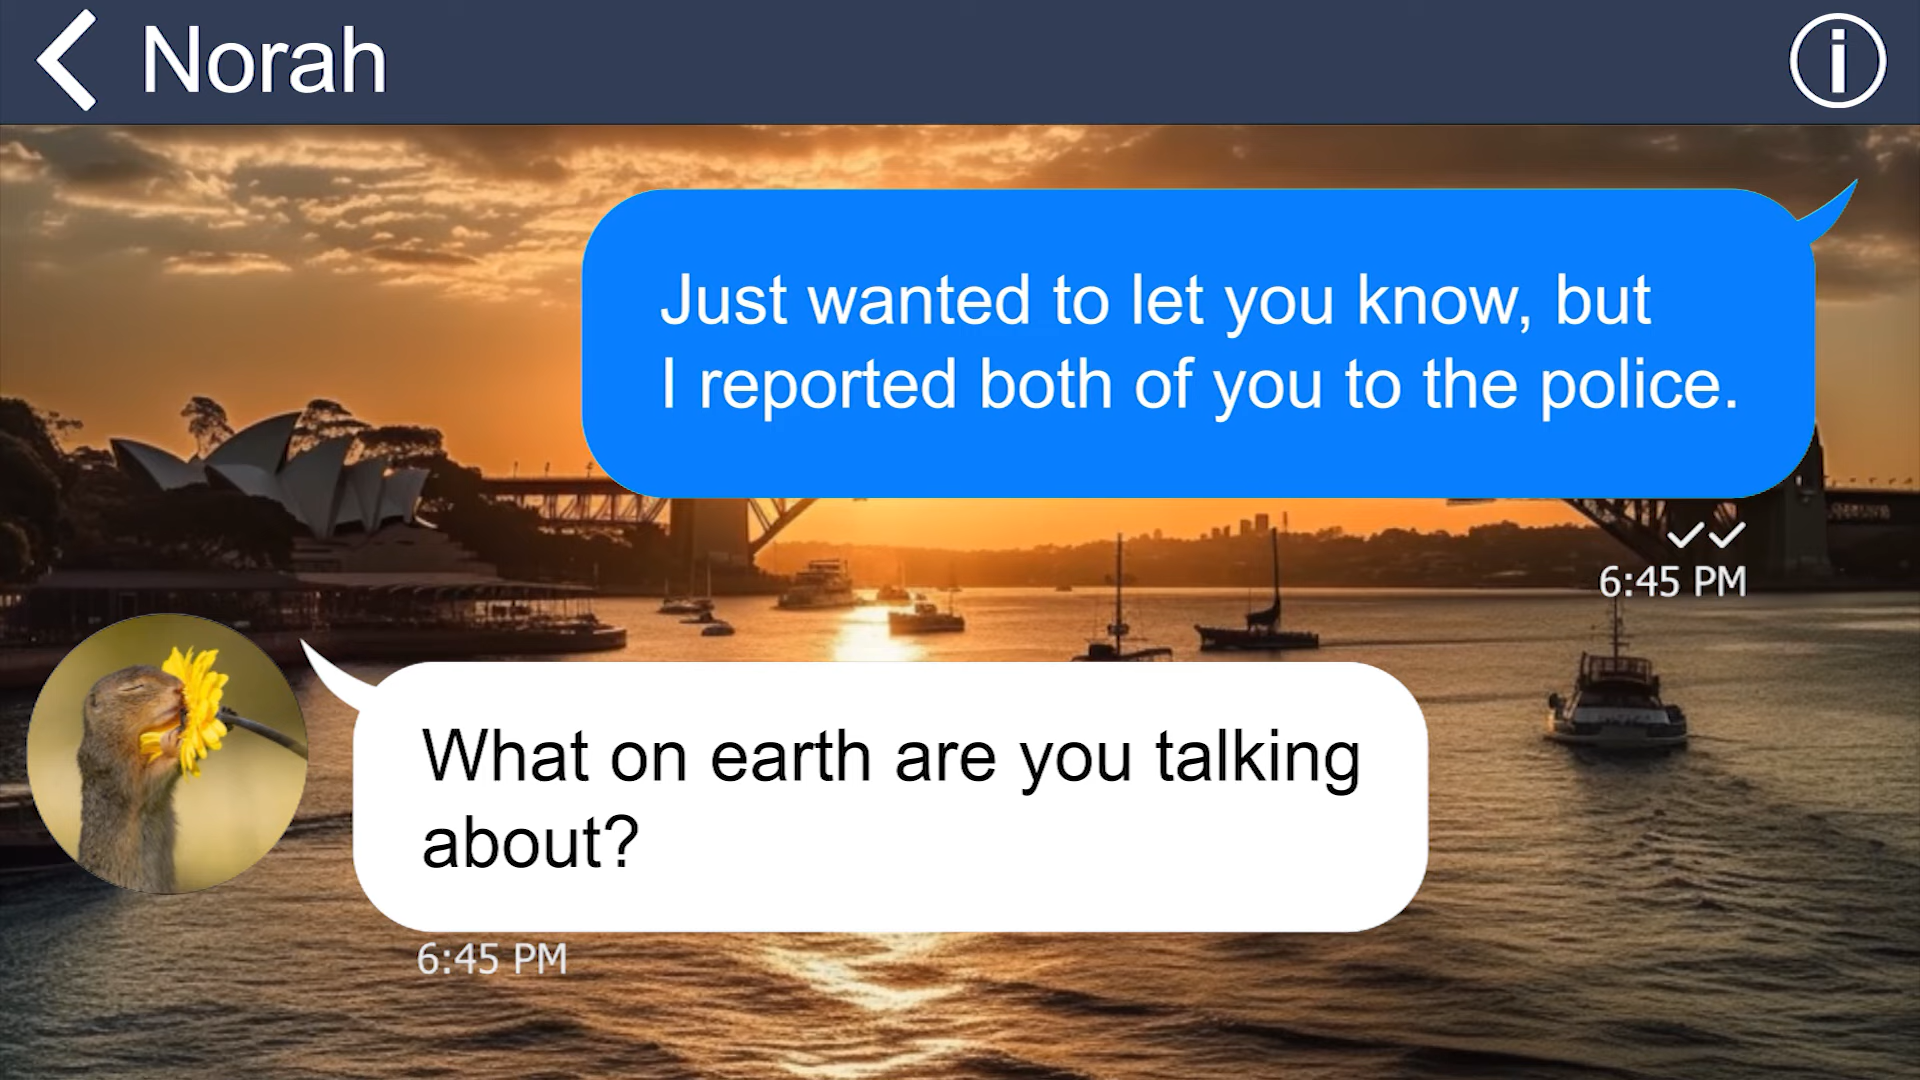 Norah
Just wanted to let you know, but
I reported both of you to the police.
6:45 PM
What on earth are you talking
about?
6:45 PM